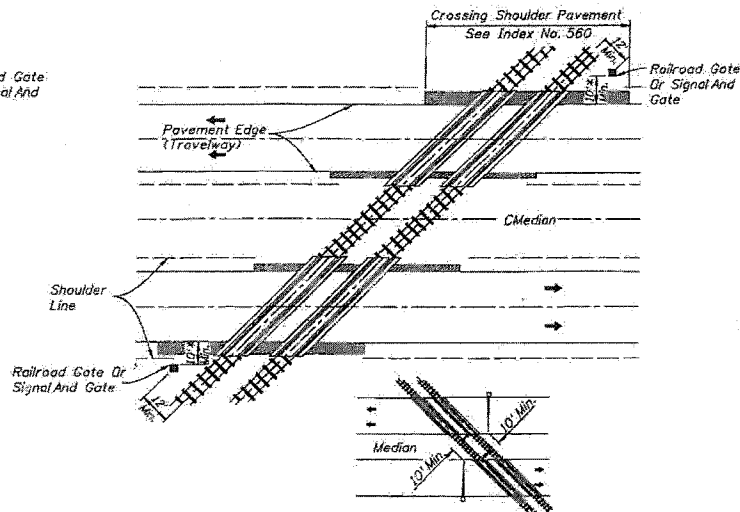 Crossing Shoulder Pavement
See Index No. 560
d Gate
nal And
12'
Min.
10' *
Min.
Railroad Gate
Or Signal And
Gate
Pavement Edge
(Travelway)
CMedian
Shoulder
Line
10' *
Min.
Railroad Gate Or
Signal And Gate
12'
Min.
10' Min.
Median
10' Min.